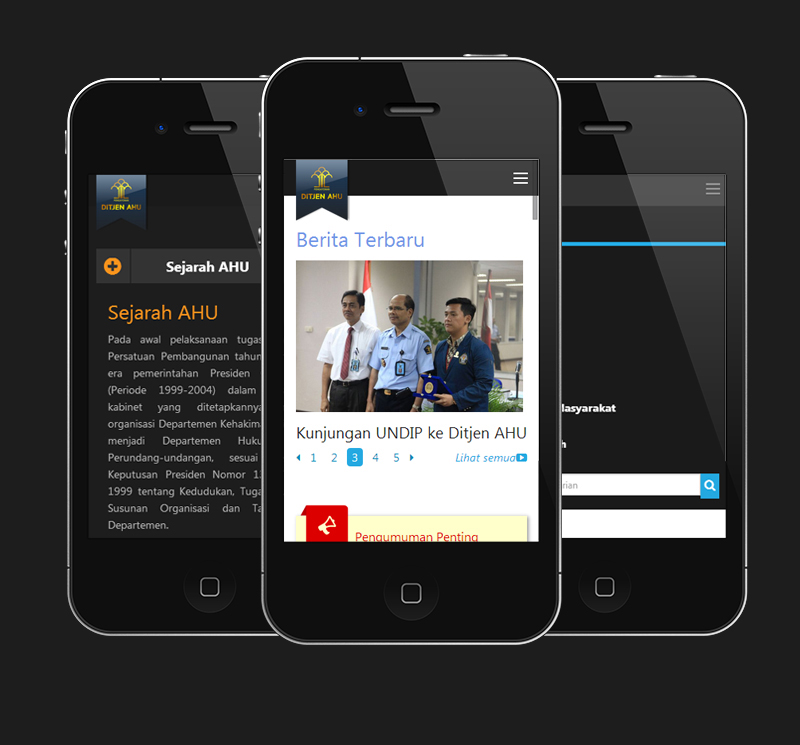 DITJEN AHU
Sejarah AHU
Sejarah AHU
Pada awal pelaksanaan tugas
Persatuan Pembangunan tahun
era pemerintahan Presiden
(Periode 1999-2004) dalam
kabinet yang ditetapkannya
organisasi Departemen Kehakima
menjadi Departemen Huku
Perundang-undangan, sesuai
Keputusan Presiden Nomor 1
1999 tentang Kedudukan, Tuga
Susunan Organisasi dan Ta
Departemen.
DITJEN AHU
Berita Terbaru
Kunjungan UNDIP ke Ditjen AHU
1 2 3 4 5 Lihat semua
Pengumuman Penting
Masyarakat
h
rian